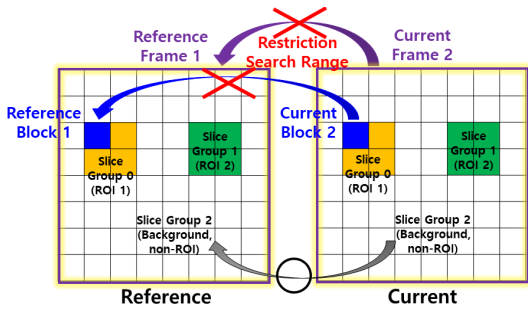 Reference
Frame 1
Restriction
Search Range
Current
Frame 2
Reference
Block 1
Current
Block 2
Slice
Group 0
(ROI 1)
Slice
Group 1
(ROI 2)
Slice
Group 0
(ROI 1)
Slice
Group 1
(ROI 2)
Slice Group 2
(Background,
non-ROI)
Slice Group 2
(Background,
non-ROI)
Reference
Current